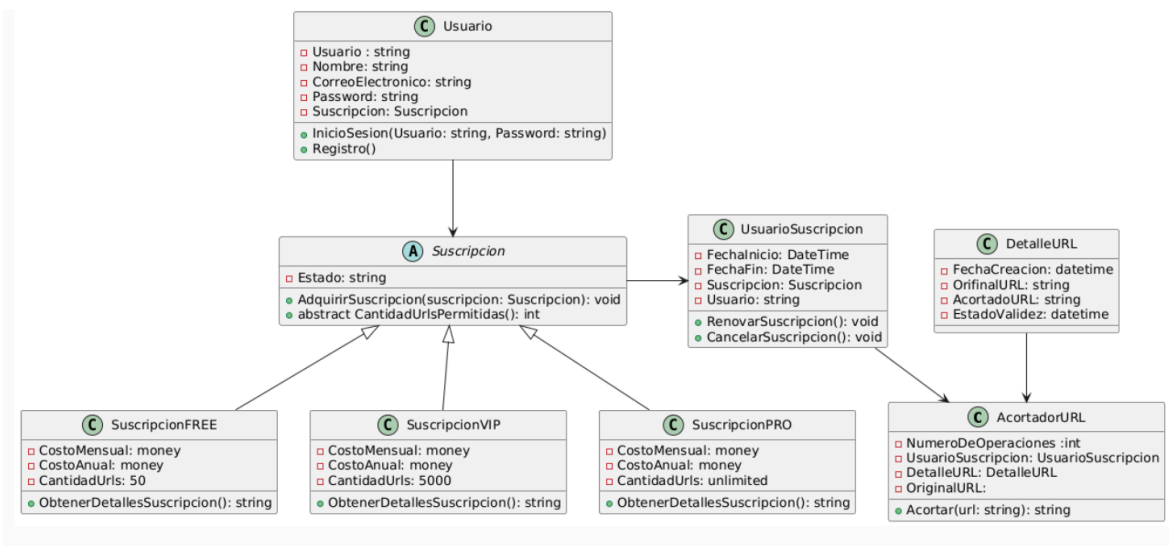 C Usuario
Usuario : string
Nombre: string
CorreoElectronico: string
Password: string
Suscripcion: Suscripcion
InicioSesion(Usuario: string, Password: string)
Registro()
A Suscripcion
Estado: string
AdquirirSuscripcion(suscripcion: Suscripcion): void
abstract CantidadUrlsPermitidas(): int
C UsuarioSuscripcion
FechaInicio: DateTime
FechaFin: DateTime
Suscripcion: Suscripcion
Usuario: string
RenovarSuscripcion(): void
CancelarSuscripcion(): void
C DetalleURL
FechaCreacion: datetime
OrifinalURL: string
AcortadoURL: string
EstadoValidez: datetime
C SuscripcionFREE
CostoMensual: money
CostoAnual: money
CantidadUrls: 50
ObtenerDetallesSuscripcion(): string
C SuscripcionVIP
CostoMensual: money
CostoAnual: money
CantidadUrls: 5000
ObtenerDetallesSuscripcion(): string
C SuscripcionPRO
CostoMensual: money
CostoAnual: money
CantidadUrls: unlimited
ObtenerDetallesSuscripcion(): string
C AcortadorURL
NumeroDeOperaciones :int
UsuarioSuscripcion: UsuarioSuscripcion
DetalleURL: DetalleURL
OriginalURL:
Acortar(url: string): string